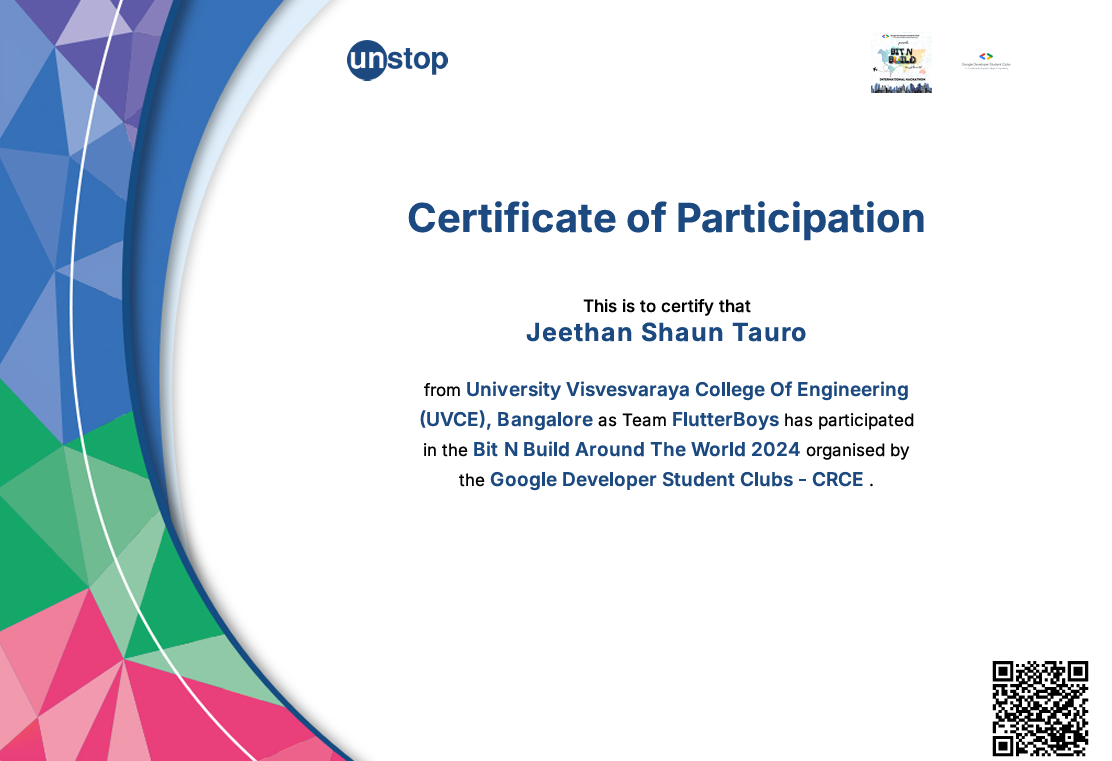 unstop
BIT N
BUILD
INTERNATIONAL HACKATHON
Google Developer Student Clubs
Certificate of Participation
This is to certify that
Jeethan Shaun Tauro
from University Visvesvaraya College Of Engineering
(UVCE), Bangalore as Team FlutterBoys has participated
in the Bit N Build Around The World 2024 organised by
the Google Developer Student Clubs - CRCE .